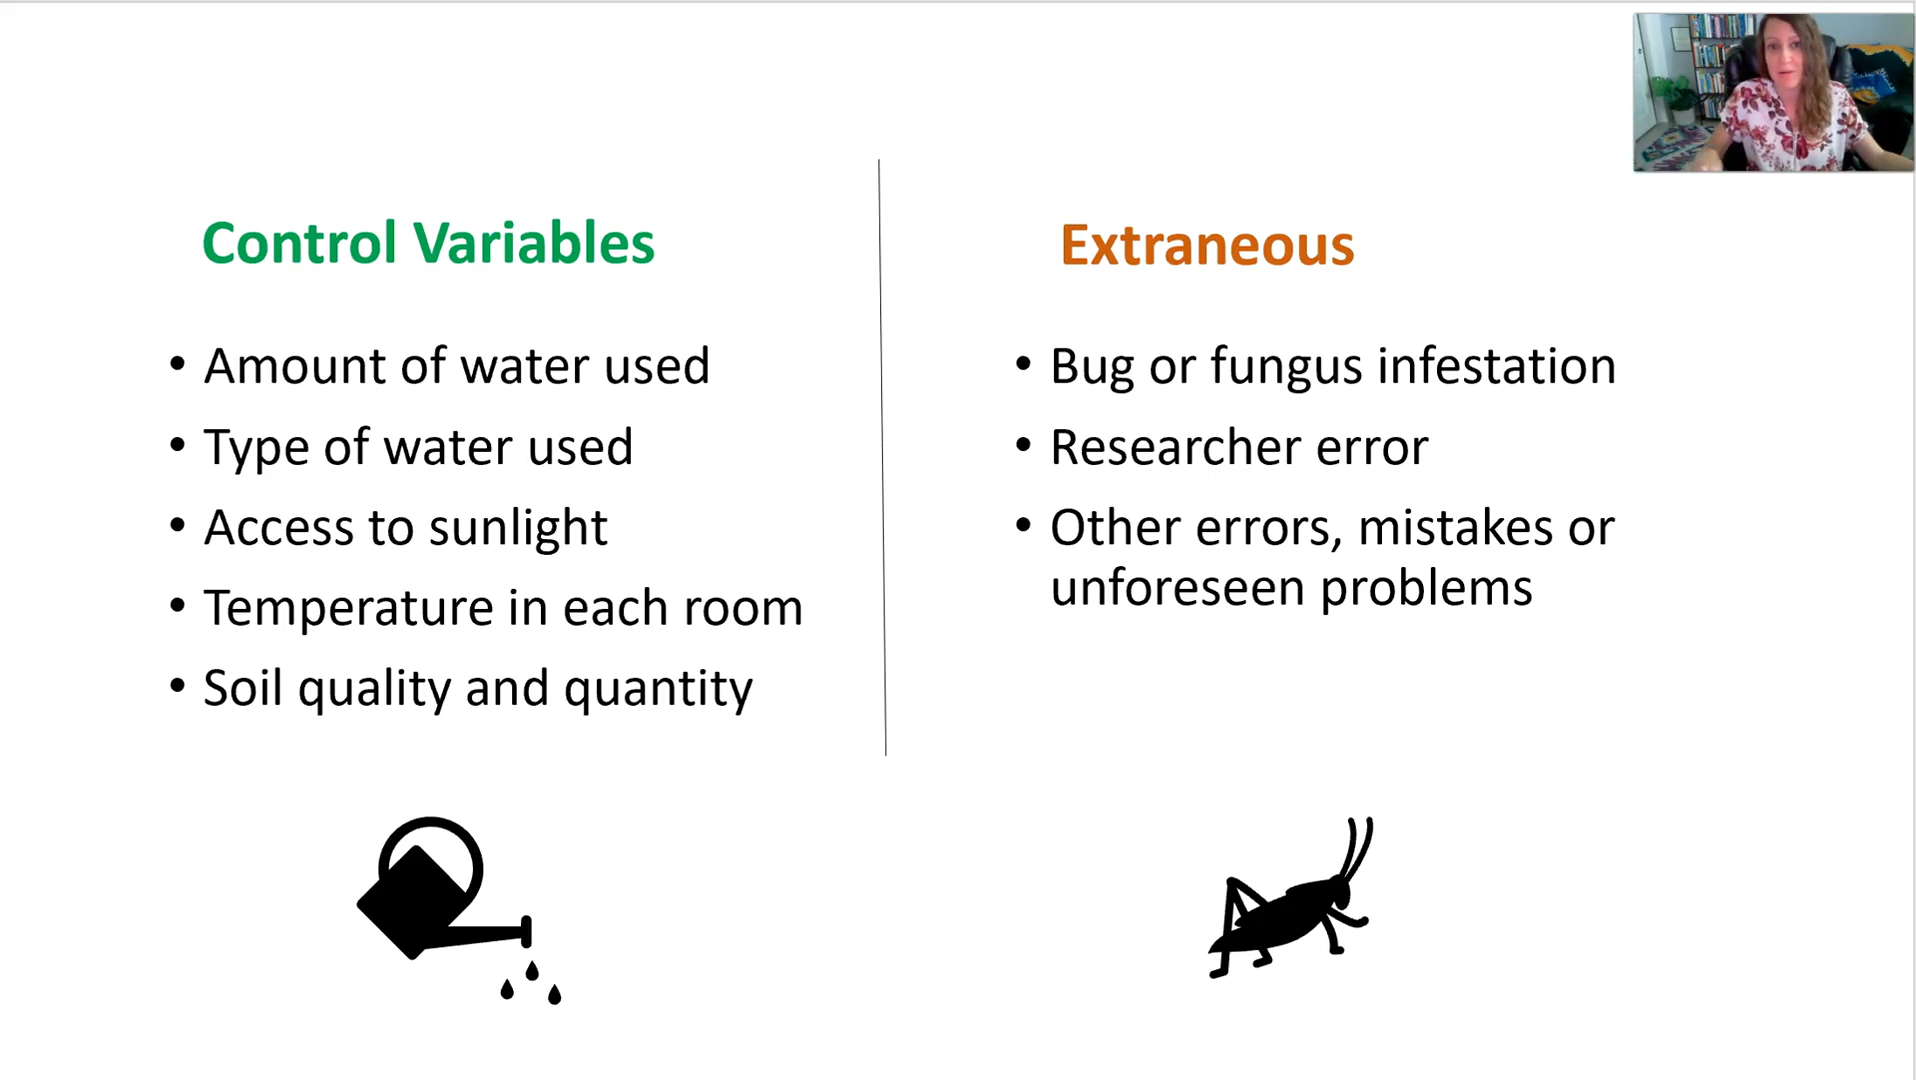 Control Variables
• Amount of water used
• Type of water used
• Access to sunlight
• Temperature in each room
• Soil quality and quantity
Extraneous
• Bug or fungus infestation
• Researcher error
• Other errors, mistakes or
unforeseen problems